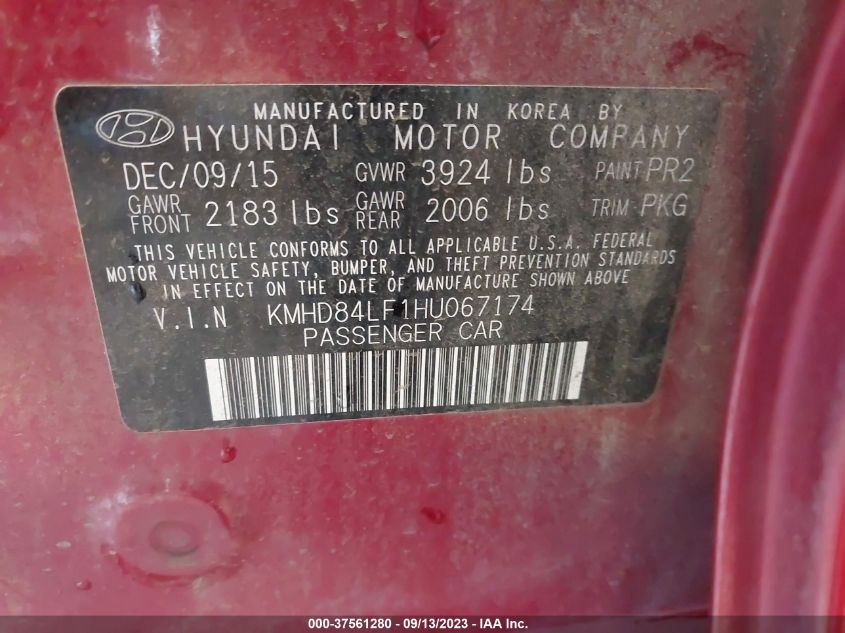 MANUFACTURED IN KOREA BY
HYUNDAI MOTOR COMPANY
DEC/09/15 GVWR 3924 lbs PAINT PR2
GAWR FRONT 2183 lbs GAWR REAR 2006 lbs TRIM PKG
THIS VEHICLE CONFORMS TO ALL APPLICABLE U.S.A. FEDERAL
MOTOR VEHICLE SAFETY, BUMPER, AND THEFT PREVENTION STANDARDS
IN EFFECT ON THE DATE OF MANUFACTURE SHOWN ABOVE
V.I.N KMHD84LF1HU067174
PASSENGER CAR
000-37561280 - 09/13/2023 - IAA, Inc.